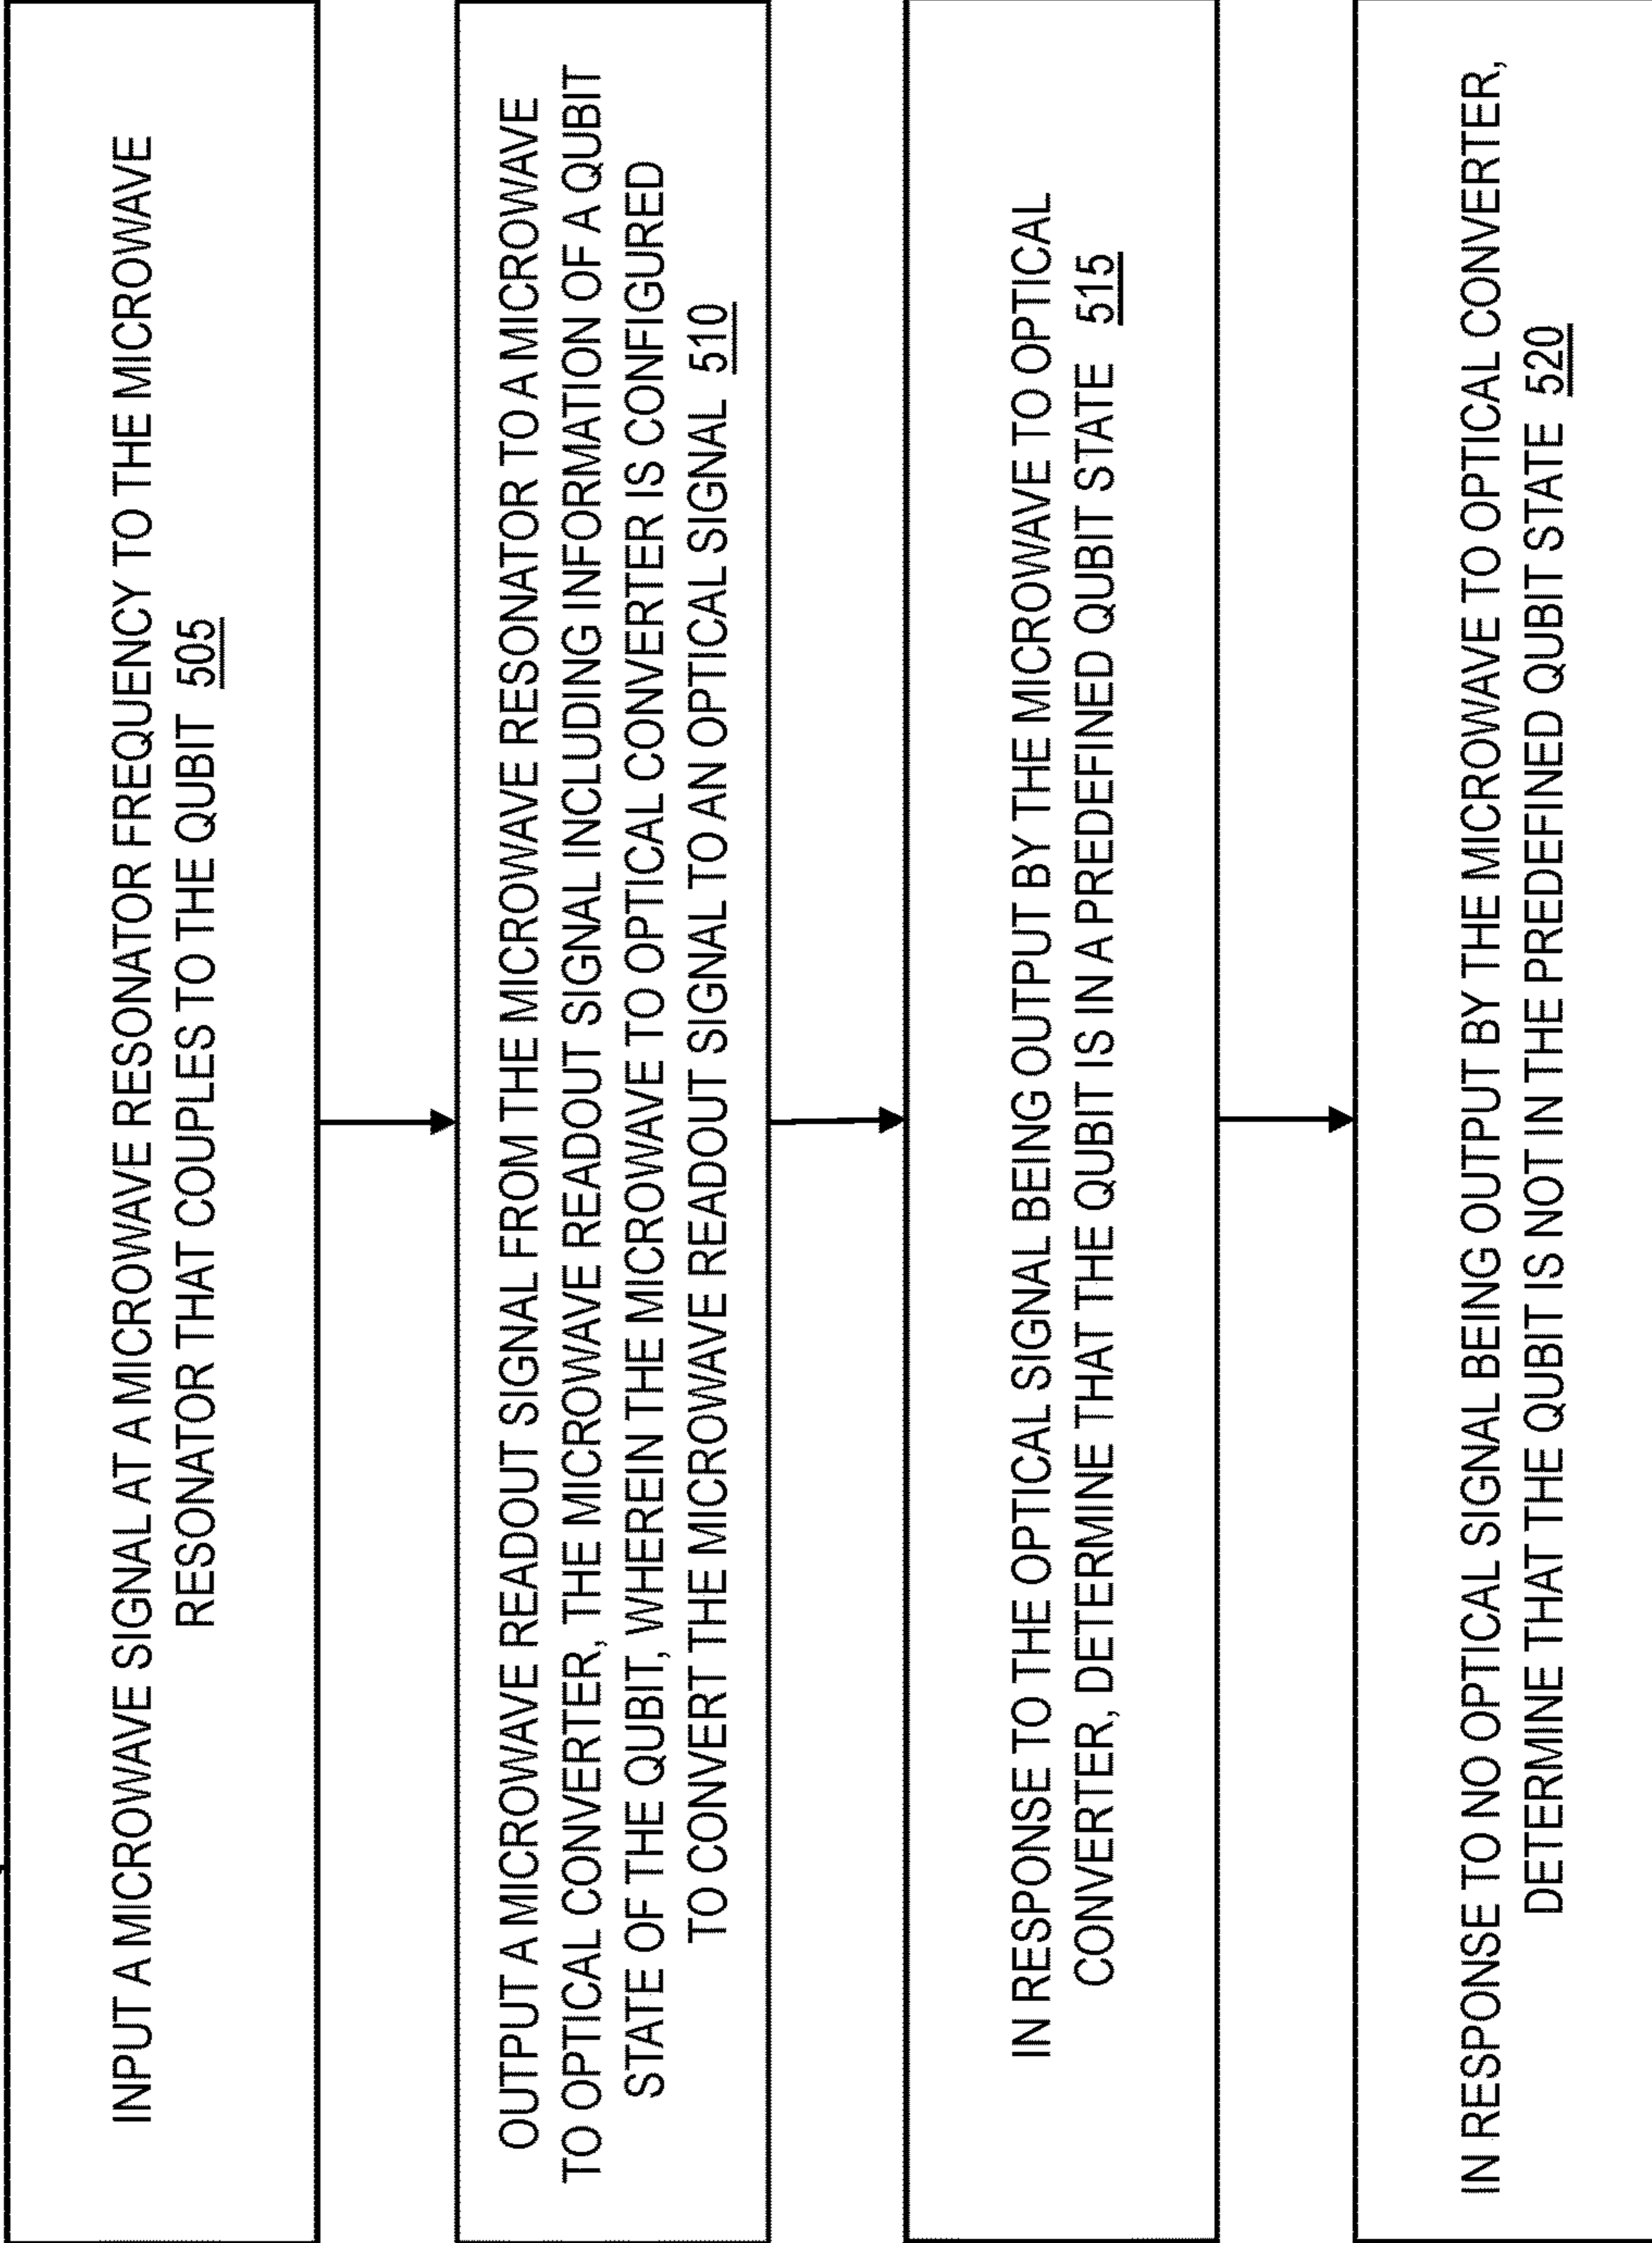 INPUT A MICROWAVE SIGNAL AT A MICROWAVE RESONATOR FREQUENCY TO THE MICROWAVE
RESONATOR THAT COUPLES TO THE QUBIT 505
OUTPUT A MICROWAVE READOUT SIGNAL FROM THE MICROWAVE RESONATOR TO A MICROWAVE
TO OPTICAL CONVERTER, THE MICROWAVE READOUT SIGNAL INCLUDING INFORMATION OF A QUBIT
STATE OF THE QUBIT, WHEREIN THE MICROWAVE TO OPTICAL CONVERTER IS CONFIGURED
TO CONVERT THE MICROWAVE READOUT SIGNAL TO AN OPTICAL SIGNAL 510
IN RESPONSE TO THE OPTICAL SIGNAL BEING OUTPUT BY THE MICROWAVE TO OPTICAL
CONVERTER, DETERMINE THAT THE QUBIT IS IN A PREDEFINED QUBIT STATE 515
IN RESPONSE TO NO OPTICAL SIGNAL BEING OUTPUT BY THE MICROWAVE TO OPTICAL CONVERTER,
DETERMINE THAT THE QUBIT IS NOT IN THE PREDEFINED QUBIT STATE 520